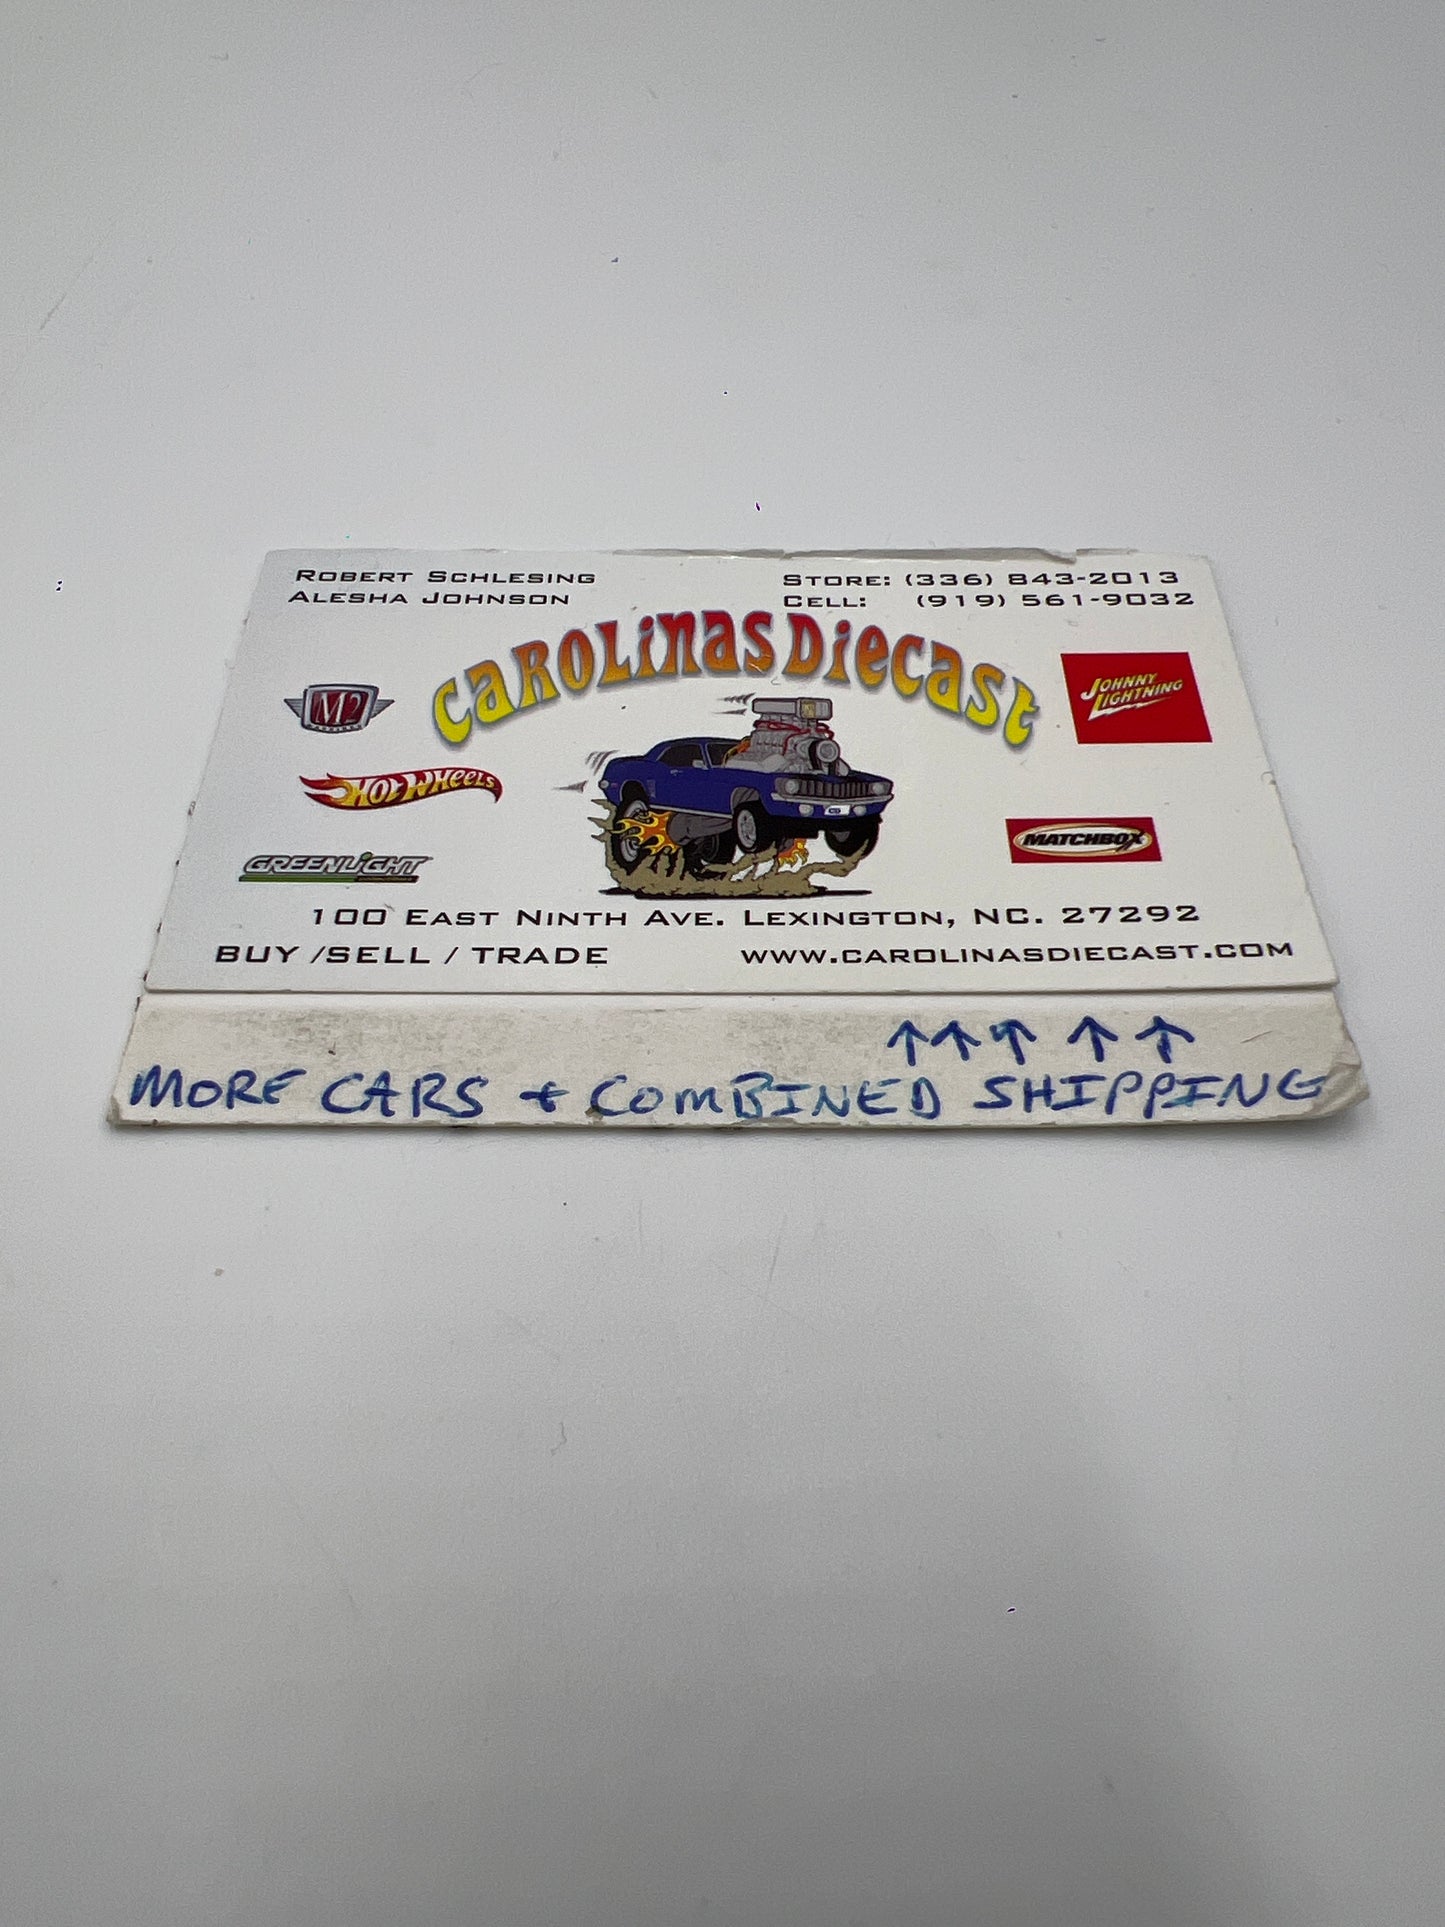 ROBERT SCHLESING
ALESHA JOHNSON
STORE: (336) 843-2013
CELL: (919) 561-9032
CAROLINAS DIECAST
M2
JOHNNY LIGHTNING
HOT WHEELS
MATCHBOX
GREENLIGHT
100 EAST NINTH AVE. LEXINGTON, NC. 27292
BUY /SELL / TRADE
WWW.CAROLINASDIECAST.COM
↑↑↑↑↑
MORE CARS + COMBINED SHIPPING